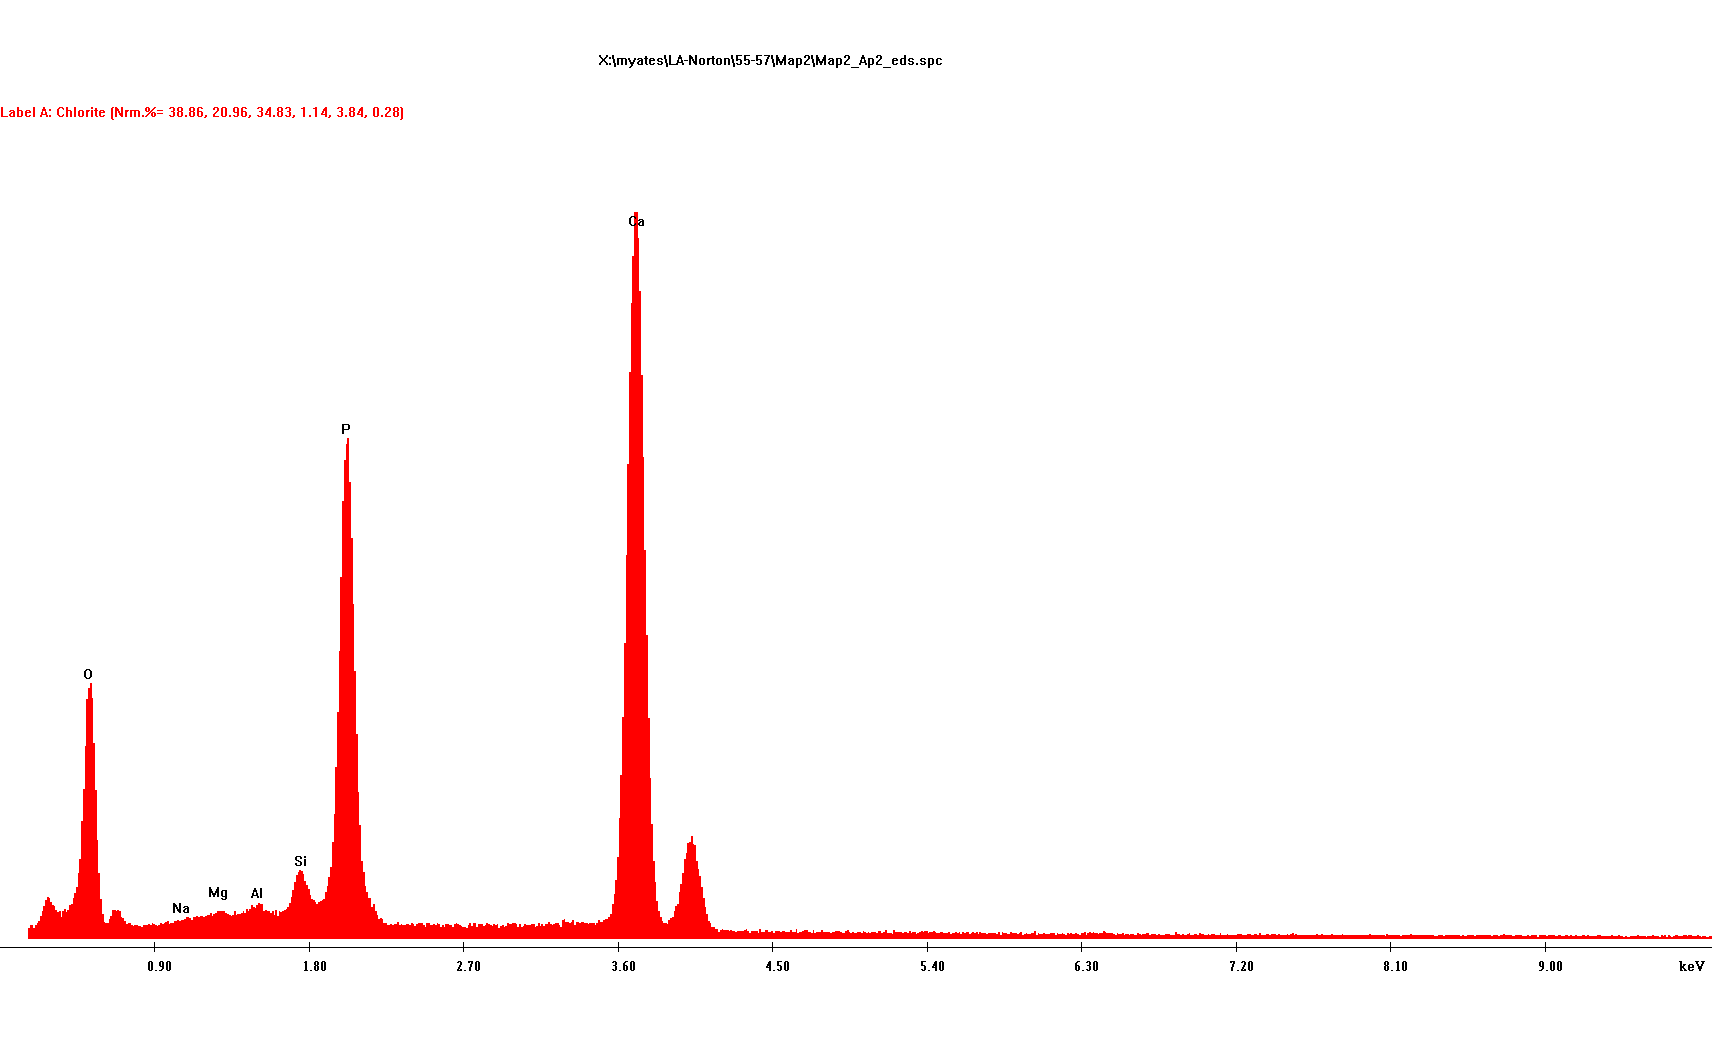 X:\myates\LA-Norton\55-57\Map2\Map2_Ap2_eds.spc
Label A: Chlorite (Nrm.%= 38.86, 20.96, 34.83, 1.14, 3.84, 0.28)
Ca
P
O
Si
Mg
Al
Na
0.90 1.80 2.70 3.60 4.50 5.40 6.30 7.20 8.10 9.00 keV